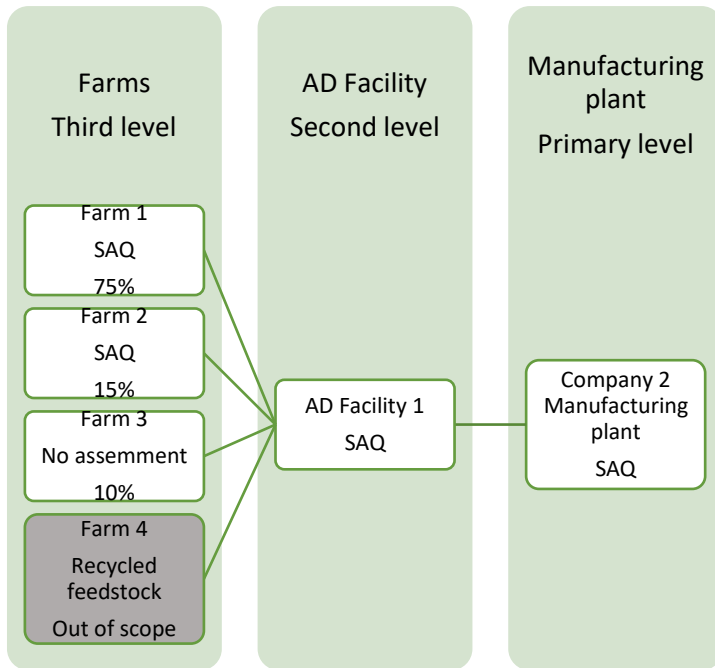 Farms
Third level
Farm 1
SAQ
75%
Farm 2
SAQ
15%
Farm 3
No assemment
10%
Farm 4
Recycled
feedstock
Out of scope
AD Facility
Second level
AD Facility 1
SAQ
Manufacturing
plant
Primary level
Company 2
Manufacturing
plant
SAQ